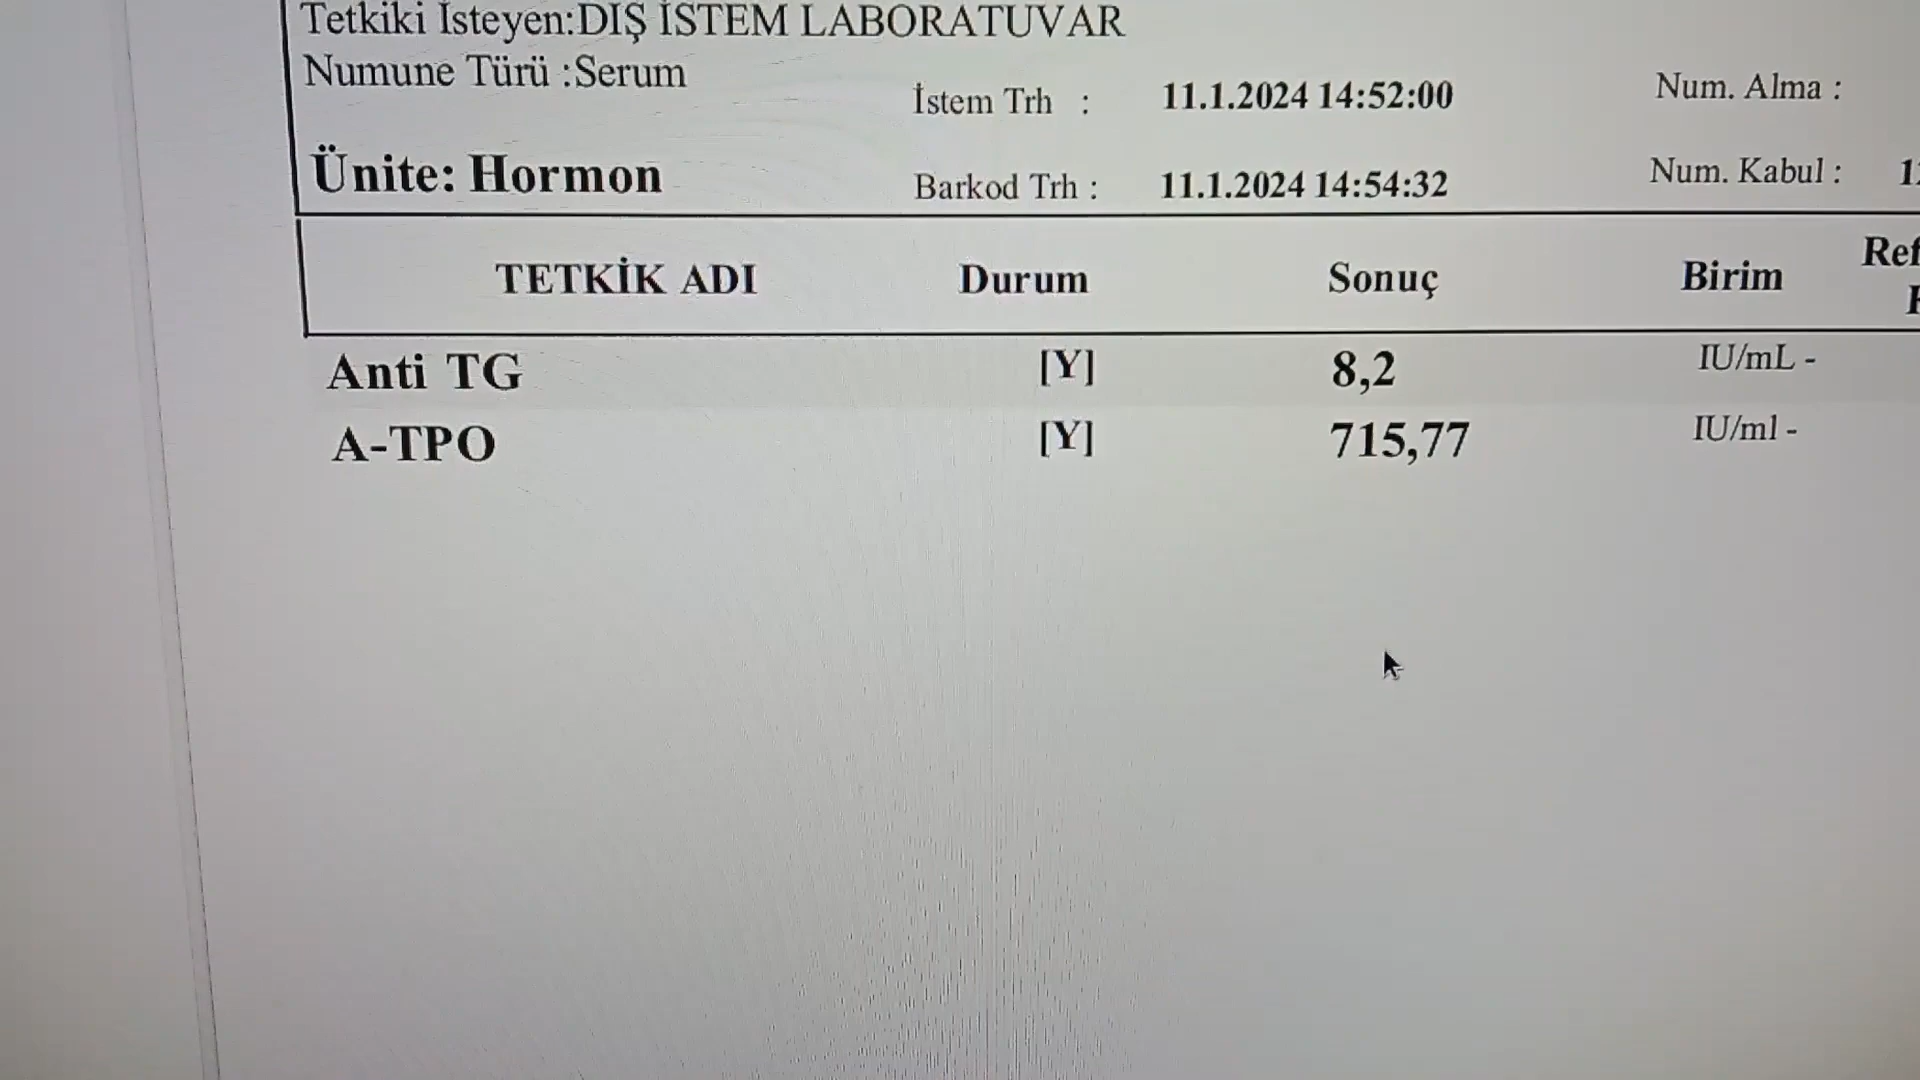 Tetkiki İsteyen:DIŞ İSTEM LABORATUVAR
Numune Türü :Serum
İstem Trh : 11.1.2024 14:52:00 Num. Alma :
Ünite: Hormon
Barkod Trh : 11.1.2024 14:54:32 Num. Kabul :
TETKİK ADI Durum Sonuç Birim Ref
Anti TG [Y] 8,2 IU/mL -
A-TPO [Y] 715,77 IU/ml -